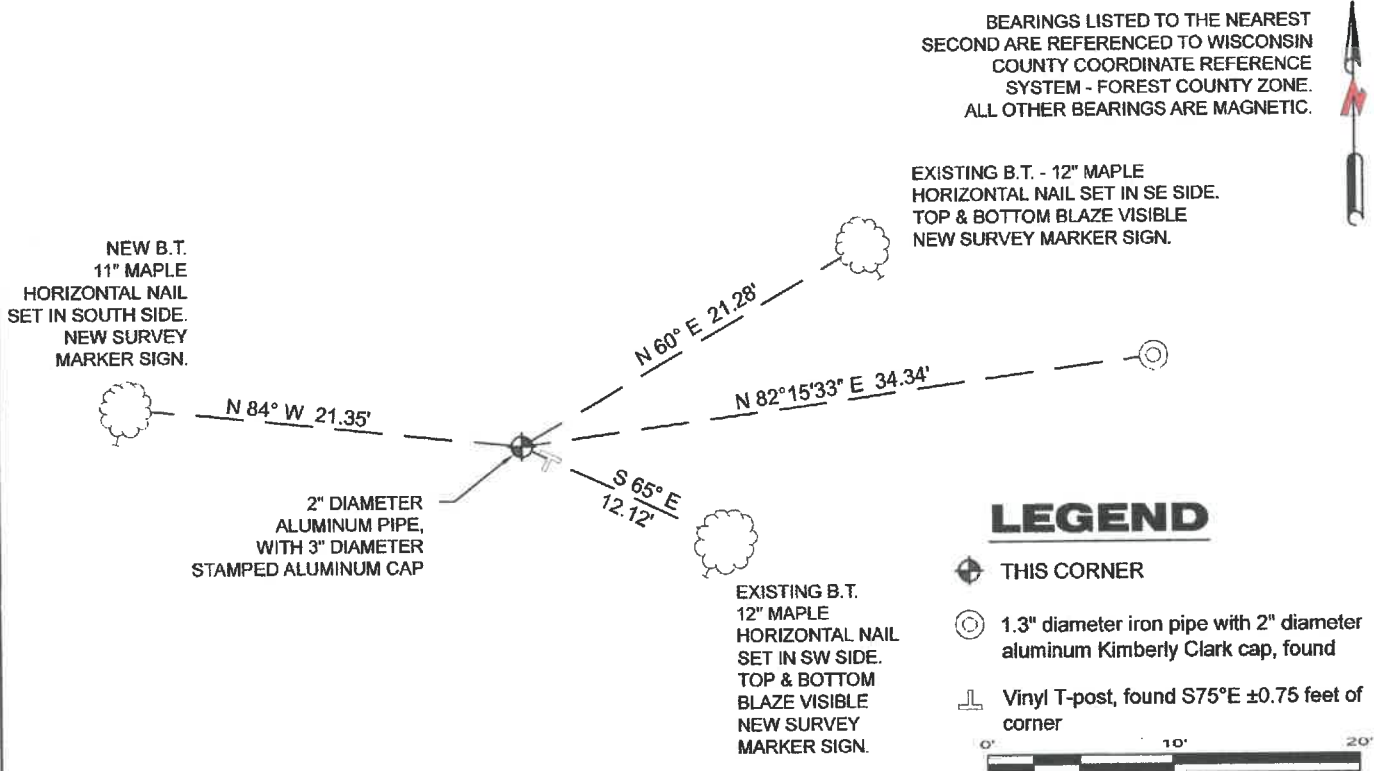 BEARINGS LISTED TO THE NEAREST
SECOND ARE REFERENCED TO WISCONSIN
COUNTY COORDINATE REFERENCE
SYSTEM - FOREST COUNTY ZONE.
ALL OTHER BEARINGS ARE MAGNETIC.
N
EXISTING B.T. - 12" MAPLE
HORIZONTAL NAIL SET IN SE SIDE.
TOP & BOTTOM BLAZE VISIBLE
NEW SURVEY MARKER SIGN.
NEW B.T.
11" MAPLE
HORIZONTAL NAIL
SET IN SOUTH SIDE.
NEW SURVEY
MARKER SIGN.
N 60° E 21.28'
N 82°15'33" E 34.34'
N 84° W 21.35'
S 65° E
12.12'
2" DIAMETER
ALUMINUM PIPE,
WITH 3" DIAMETER
STAMPED ALUMINUM CAP
EXISTING B.T.
12" MAPLE
HORIZONTAL NAIL
SET IN SW SIDE.
TOP & BOTTOM
BLAZE VISIBLE
NEW SURVEY
MARKER SIGN.
LEGEND
THIS CORNER
1.3" diameter iron pipe with 2" diameter
aluminum Kimberly Clark cap, found
Vinyl T-post, found S75°E ±0.75 feet of
corner
0' 10' 20'